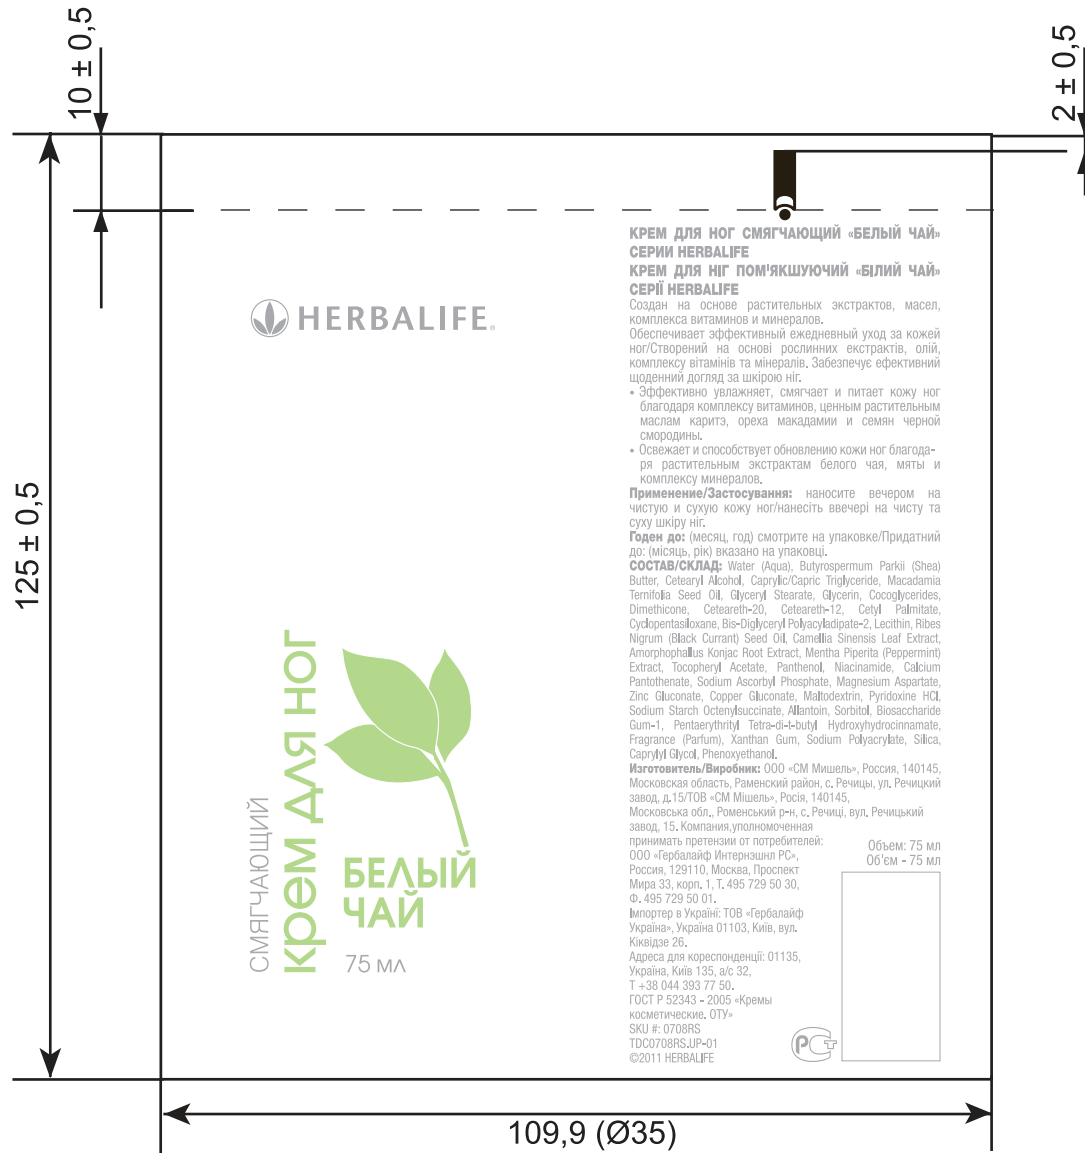 10 ± 0,5
2 ± 0,5
125 ± 0,5
HERBALIFE®
СМЯГЧАЮЩИЙ
крем для ног
БЕЛЫЙ
ЧАЙ
75 мл
КРЕМ ДЛЯ НОГ СМЯГЧАЮЩИЙ «БЕЛЫЙ ЧАЙ»
СЕРИИ HERBALIFE
КРЕМ ДЛЯ НІГ ПОМ'ЯКШУЮЧИЙ «БІЛИЙ ЧАЙ»
СЕРІЇ HERBALIFE
Создан на основе растительных экстрактов, масел,
комплекса витаминов и минералов.
Обеспечивает эффективный ежедневный уход за кожей
ног/Створений на основі рослинних екстрактів, олій,
комплексу вітамінів та мінералів. Забезпечує ефективний
щоденний догляд за шкірою ніг.
• Эффективно увлажняет, смягчает и питает кожу ног
благодаря комплексу витаминов, ценным растительным
маслам каритэ, ореха макадамии и семян черной
смородины.
• Освежает и способствует обновлению кожи ног благода-
ря растительным экстрактам белого чая, мяты и
комплексу минералов.
Применение/Застосування: наносите вечером на
чистую и сухую кожу ног/нанесіть ввечері на чисту та
суху шкіру ніг.
Годен до: (месяц, год) смотрите на упаковке/Придатний
до: (місяць, рік) вказано на упаковці.
СОСТАВ/СКЛАД: Water (Aqua), Butyrospermum Parkii (Shea)
Butter, Cetearyl Alcohol, Caprylic/Capric Triglyceride, Macadamia
Ternifolia Seed Oil, Glyceryl Stearate, Glycerin, Cocoglycerides,
Dimethicone, Ceteareth-20, Ceteareth-12, Cetyl Palmitate,
Cyclopentasiloxane, Bis-Diglyceryl Polyacyladipate-2, Lecithin, Ribes
Nigrum (Black Currant) Seed Oil, Camellia Sinensis Leaf Extract,
Amorphophallus Konjac Root Extract, Mentha Piperita (Peppermint)
Extract, Tocopheryl Acetate, Panthenol, Niacinamide, Calcium
Pantothenate, Sodium Ascorbyl Phosphate, Magnesium Aspartate,
Zinc Gluconate, Copper Gluconate, Maltodextrin, Pyridoxine HCl,
Sodium Starch Octenylsuccinate, Allantoin, Sorbitol, Biosaccharide
Gum-1, Pentaerythrityl Tetra-di-t-butyl Hydroxyhydrocinnamate,
Fragrance (Parfum), Xanthan Gum, Sodium Polyacrylate, Silica,
Caprylyl Glycol, Phenoxyethanol.
Изготовитель/Виробник: ООО «СМ Мишель», Россия, 140145,
Московская область, Раменский район, с. Речицы, ул. Речицкий
завод, д.15/ТОВ «СМ Мішель», Росія, 140145,
Московська обл., Роменський р-н, с. Речиці, вул. Речицький
завод, 15. Компания,уполномоченная
принимать претензии от потребителей:
ООО «Гербалайф Интернэшнл РС»,
Россия, 129110, Москва, Проспект
Мира 33, корп. 1, Т. 495 729 50 30,
Ф. 495 729 50 01.
Імпортер в Україні: ТОВ «Гербалайф
Україна», Україна 01103, Київ, вул.
Кіквідзе 26.
Адреса для кореспонденції: 01135,
Україна, Київ 135, а/с 32,
Т +38 044 393 77 50.
ГОСТ Р 52343 - 2005 «Кремы
косметические. ОТУ»
SKU #: 0708RS
TDC0708RS.UP-01
©2011 HERBALIFE
Объем: 75 мл
Об'єм - 75 мл
РСТ
109,9 (Ø35)